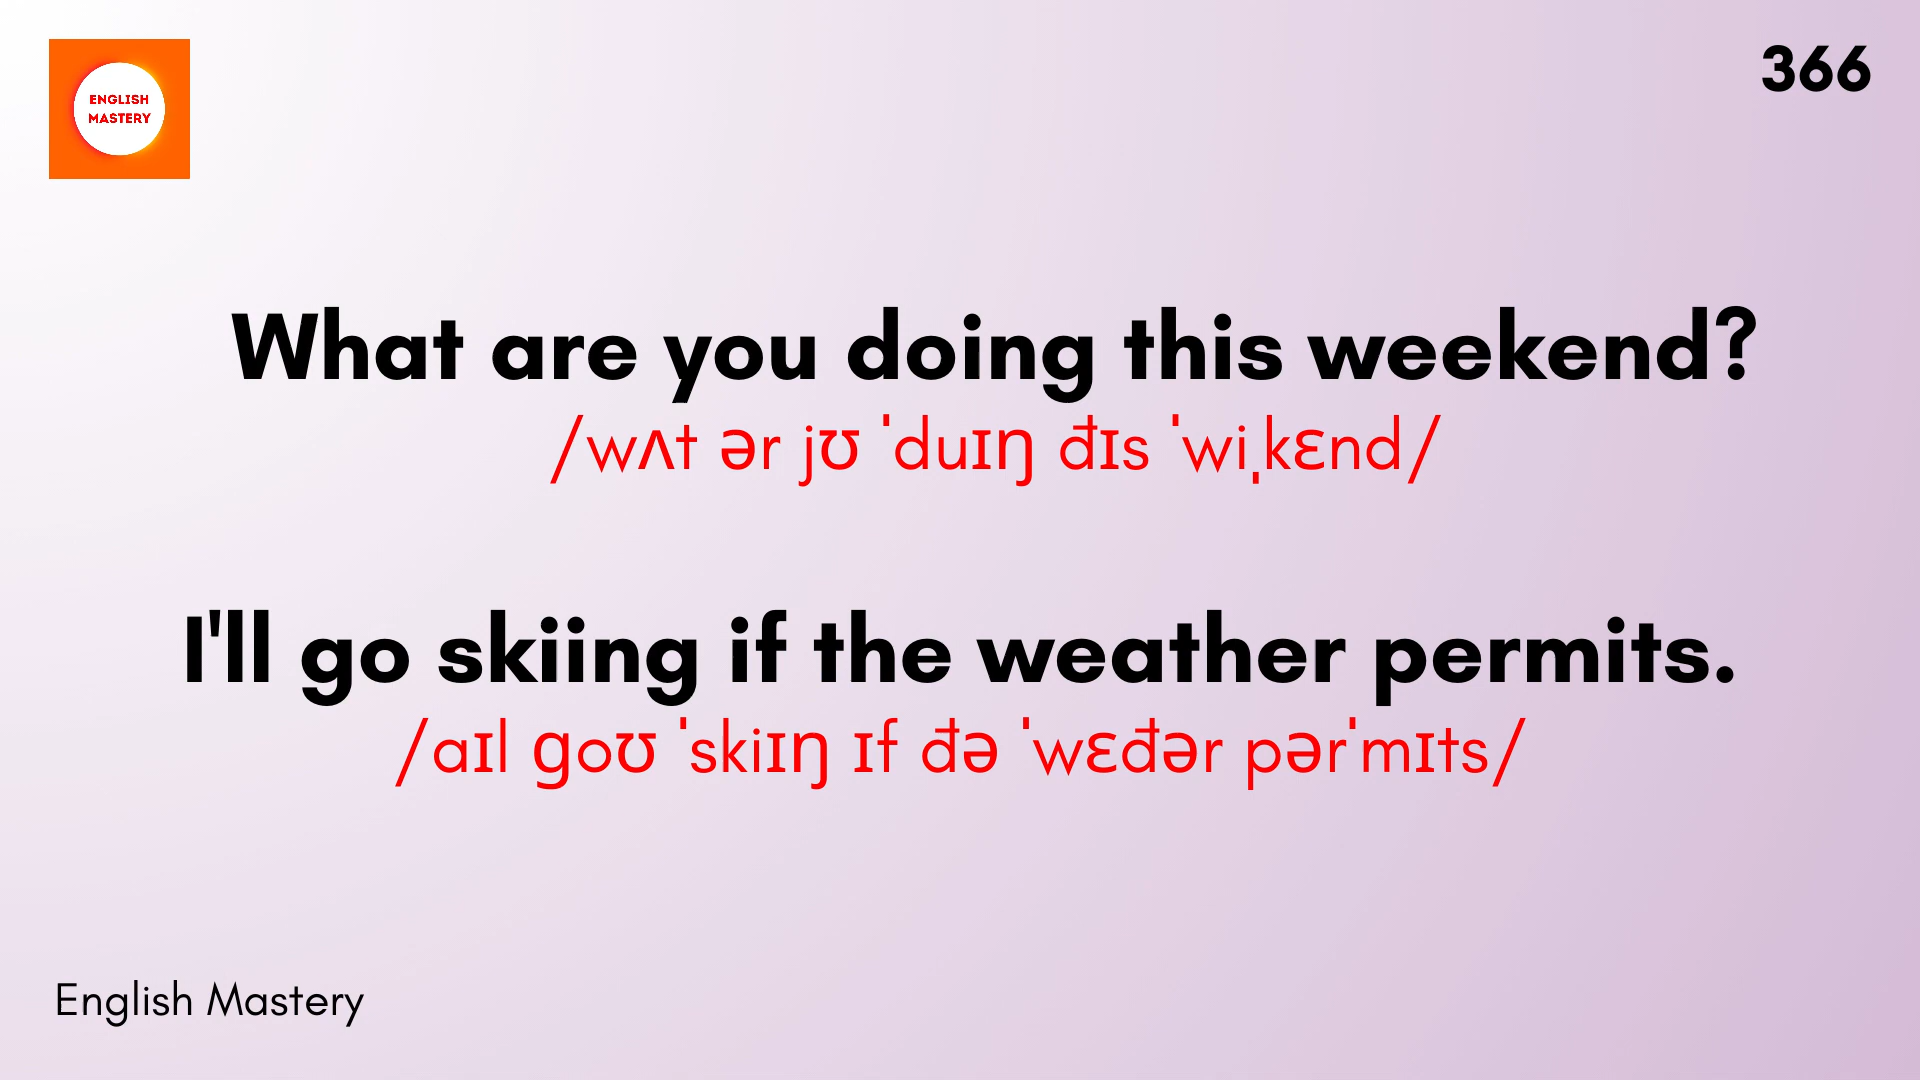 ENGLISH
MASTERY
366
What are you doing this weekend?
/wʌt ər jʊ ˈduɪŋ đɪs ˈwiˌkɛnd/
I'll go skiing if the weather permits.
/aɪl ɡoʊ ˈskiɪŋ ɪf đə ˈwɛđər pərˈmɪts/
English Mastery